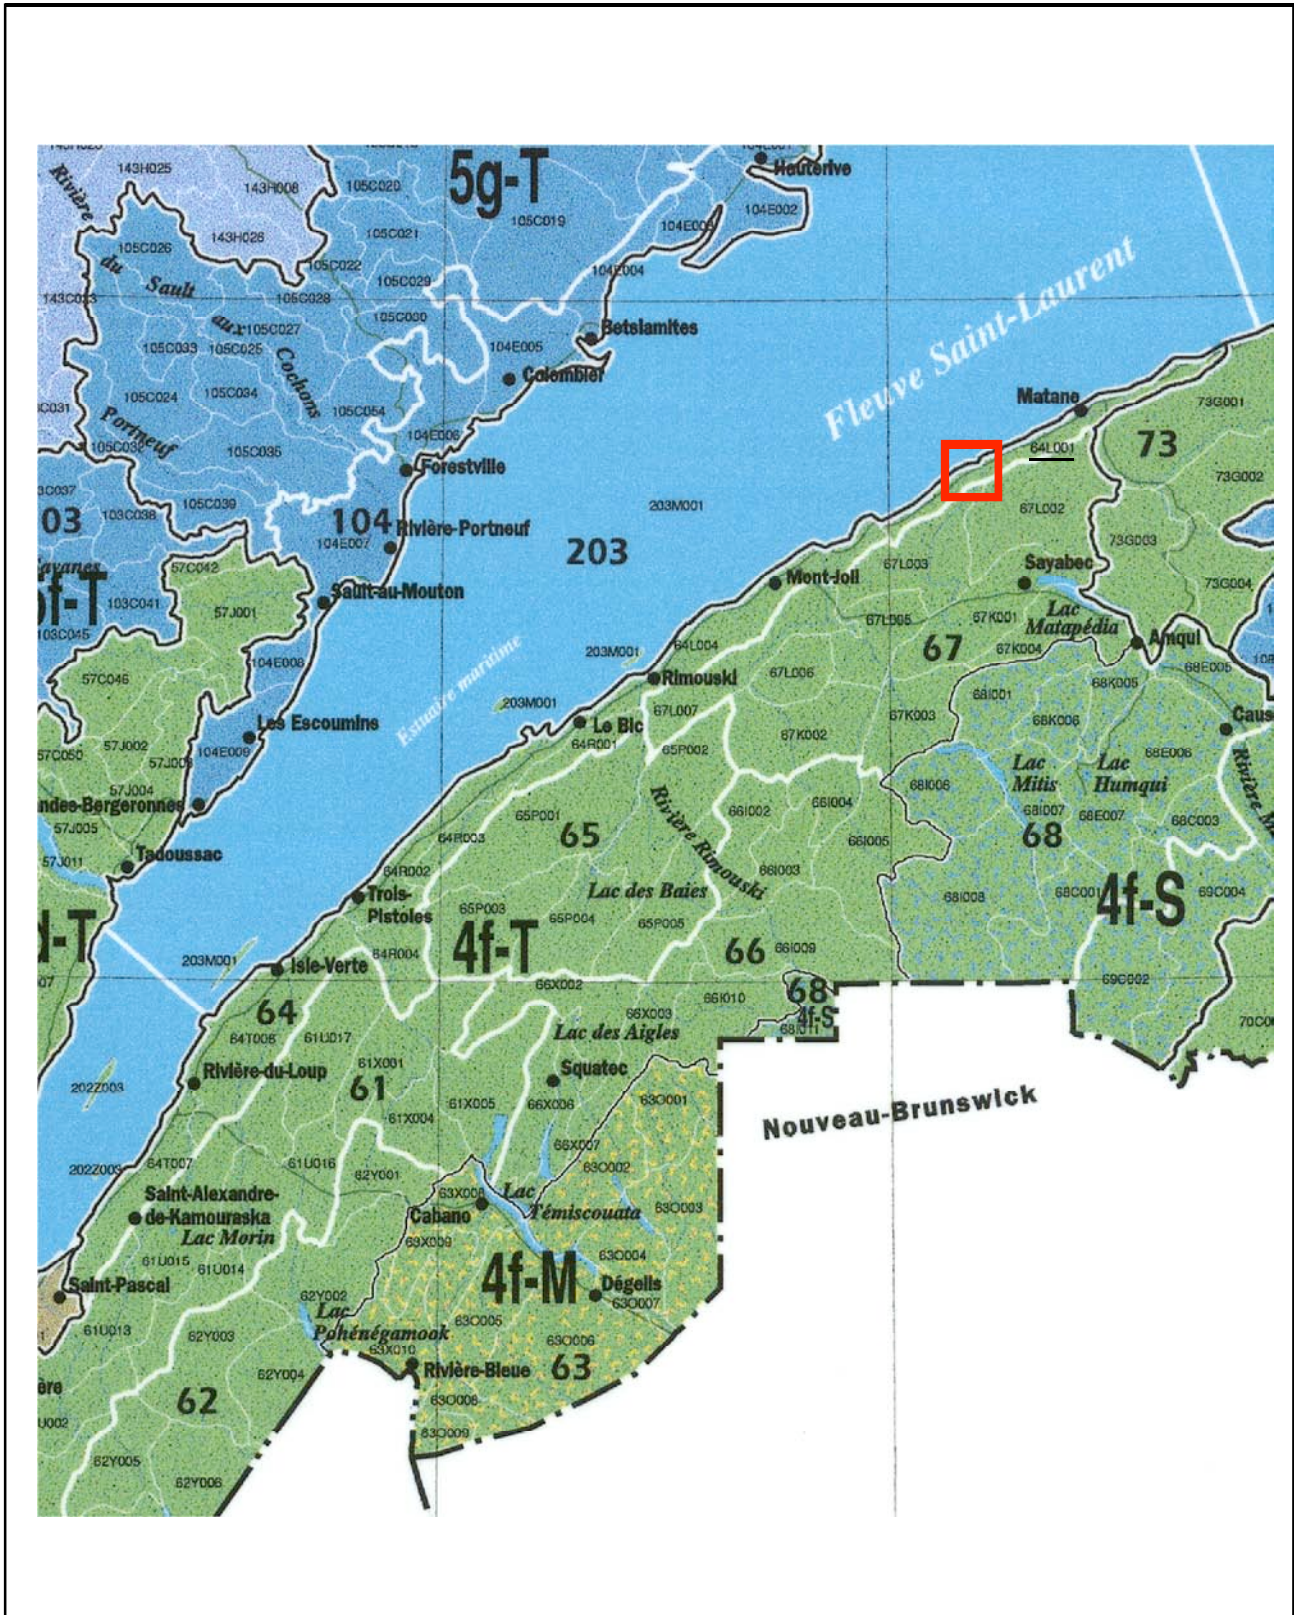 143H025
Rivière
143H008
105C020
5g-T
Hauterive
105C019
104E002
105C021
143H026
105C026
105C022
du
Sault
105C029
104E004
105C028
aux
105C027
Betsiamites
105C033
105C025
104E005
Cochons
Colombier
105C024
105C034
105C054
Portneuf
104E006
105C035
Forestville
105C039
103C038
03
104
Rivière-Portneuf
104E007
57C042
Sault-au-Mouton
103C041
57J001
103C045
104E008
57C046
Les Escoumins
57J002
57C050
104E009
57J004
57J005
57J011
Tadoussac
Fleuve Saint-Laurent
Estuaire maritime
203
203M001
203M001
203M001
203M001
Matane
64L001
73
73G001
73G002
73G003
73G004
67L002
67L003
Sayabec
Mont-Joli
67L005
67K001
Lac
Matapédia
67K004
67
Amqui
68E005
64L004
Rimouski
67L006
68I001
68K005
67L007
67K003
68K006
Le Bic
64R001
65P002
67K002
68E006
Lac
Mitis
Lac
Humqui
68I006
Rivière Rimouski
66I002
66I004
68I007
68E007
68C003
65P001
65
64R003
66I005
68
64R002
66I003
Trois-
Pistoles
Lac des Baies
68I008
68C001
4f-S
69C004
65P003
65P004
65P005
4f-T
64R004
66
66I009
Isle-Verte
66X002
66I010
68
4f-S
68I011
69C002
64
66X003
64T006
61U017
Lac des Aigles
61X001
Rivière-du-Loup
61
Squatec
202Z003
61X004
61X005
66X006
63O001
Nouveau-Brunswick
66X007
64T007
61U016
63O002
202Z003
62Y001
Saint-Alexandre-
de-Kamouraska
63X008
Lac
Témiscouata
63O003
Cabano
Lac Morin
63X009
63O004
61U015
61U014
4f-M
Dégelis
63O007
Saint-Pascal
62Y002
Lac
Pohénégamook
63O005
61U013
62Y003
63O006
63X010
62Y004
Rivière-Bleue
63
62
63O008
63O009
62Y005
62Y006